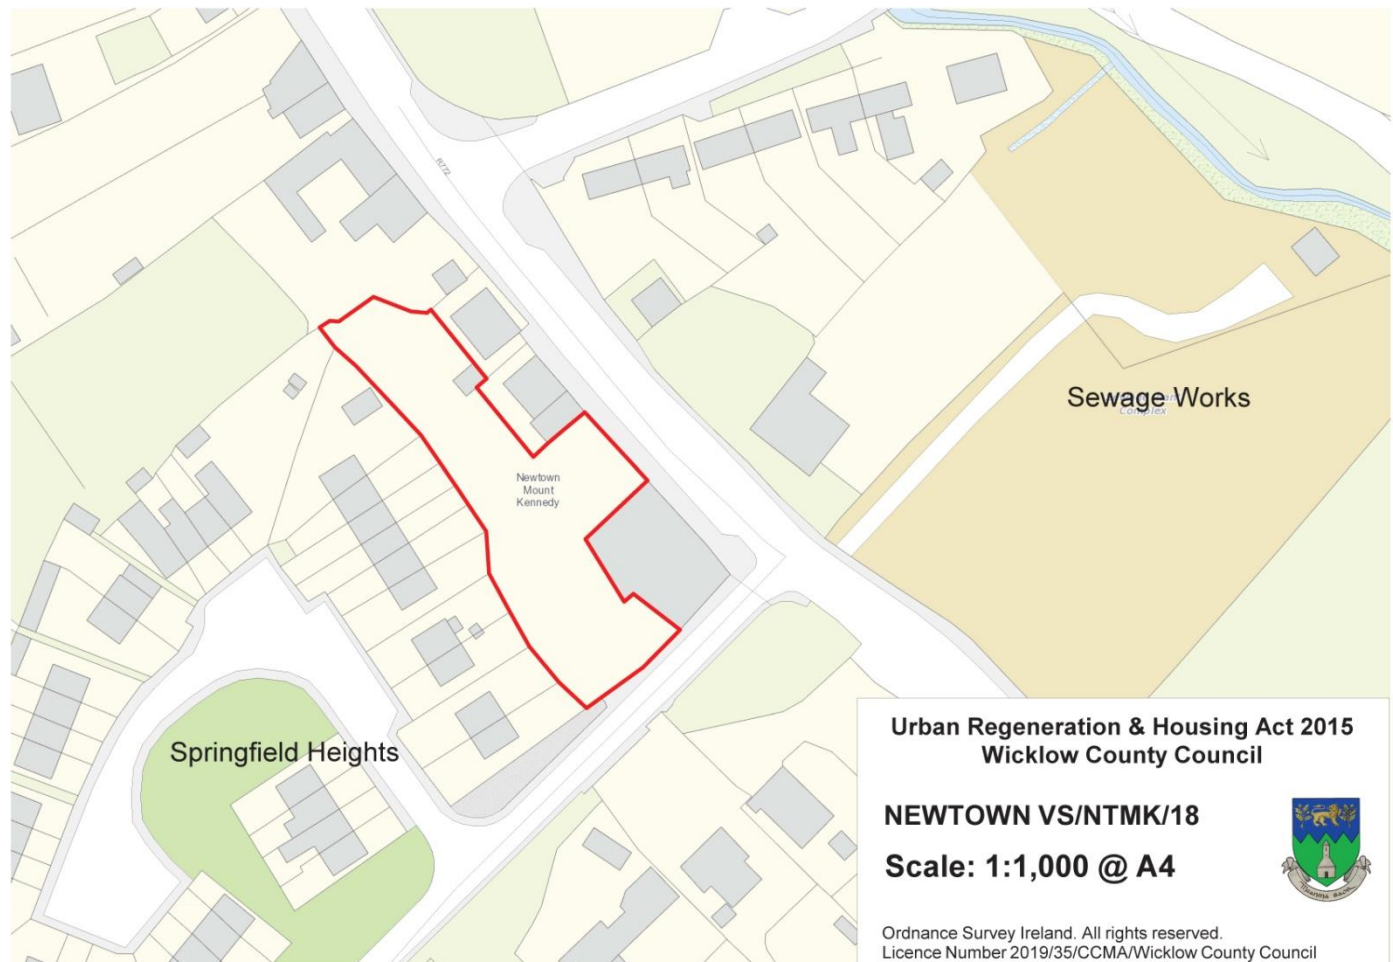 R772
Sewage Works
Complex
Newtown
Mount
Kennedy
Springfield Heights
Urban Regeneration & Housing Act 2015
Wicklow County Council
NEWTOWN VS/NTMK/18
Scale: 1:1,000 @ A4
Ordnance Survey Ireland. All rights reserved.
Licence Number 2019/35/CCMA/Wicklow County Council